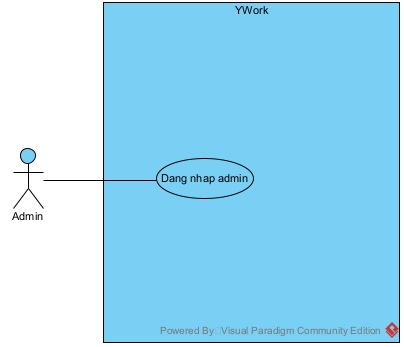 YWork
Dang nhap admin
Admin
Powered By Visual Paradigm Community Edition